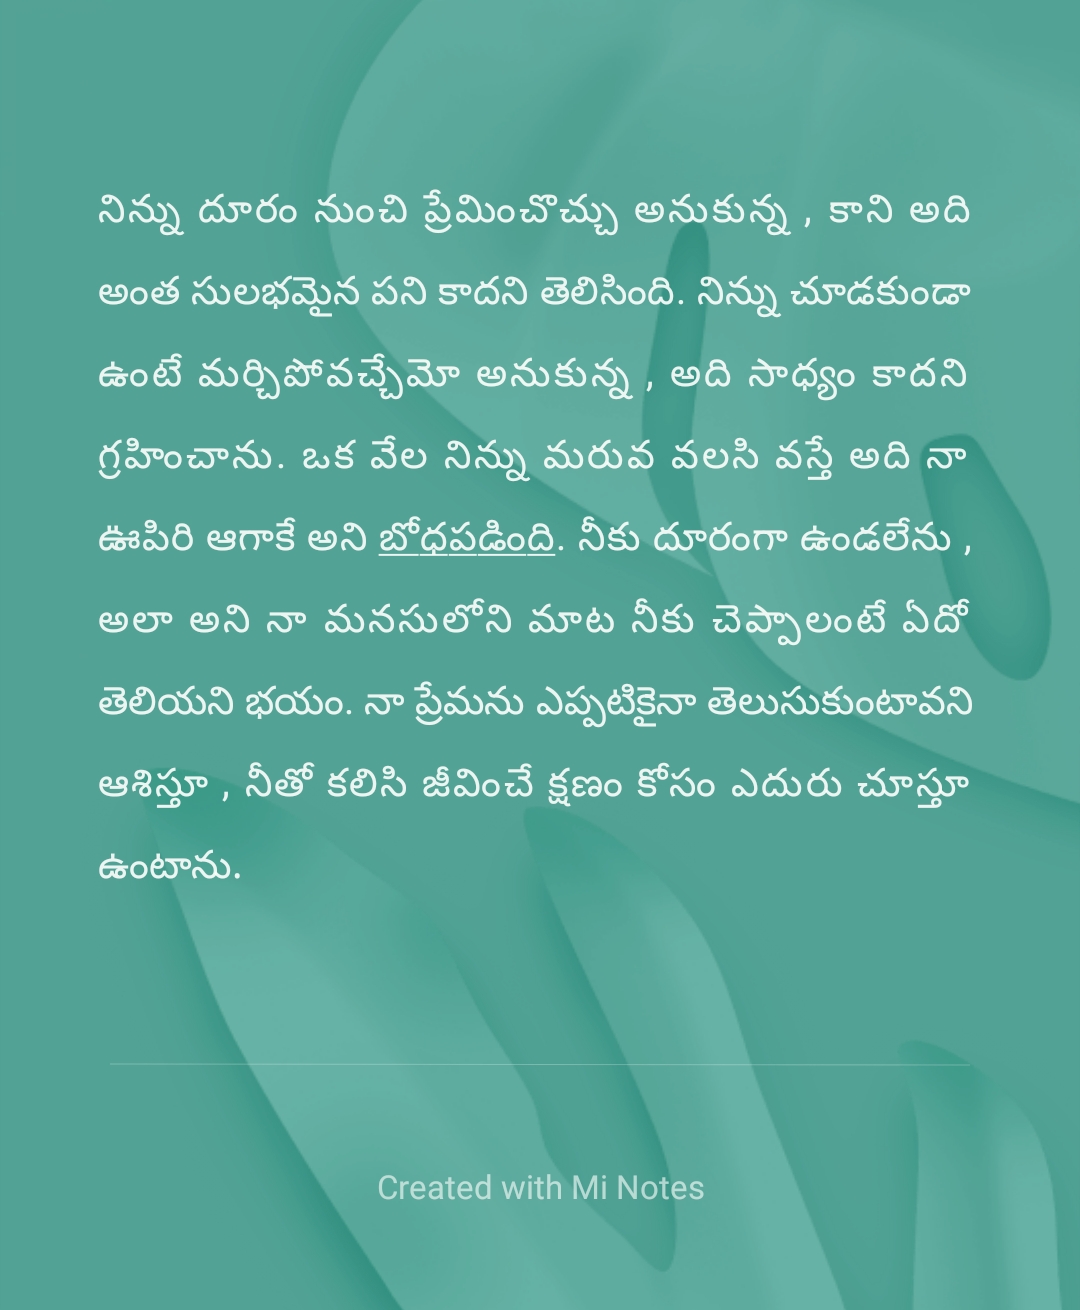 నిన్ను దూరం నుంచి ప్రేమించొచ్చు అనుకున్న , కాని అది
అంత సులభమైన పని కాదని తెలిసింది. నిన్ను చూడకుండా
ఉంటే మర్చిపోవచ్చేమో అనుకున్న , అది సాధ్యం కాదని
గ్రహించాను. ఒక వేల నిన్ను మరువ వలసి వస్తే అది నా
ఊపిరి ఆగాకే అని బోధపడింది. నీకు దూరంగా ఉండలేను ,
అలా అని నా మనసులోని మాట నీకు చెప్పాలంటే ఏదో
తెలియని భయం. నా ప్రేమను ఎప్పటికైనా తెలుసుకుంటావని
ఆశిస్తూ , నీతో కలిసి జీవించే క్షణం కోసం ఎదురు చూస్తూ
ఉంటాను.
Created with Mi Notes